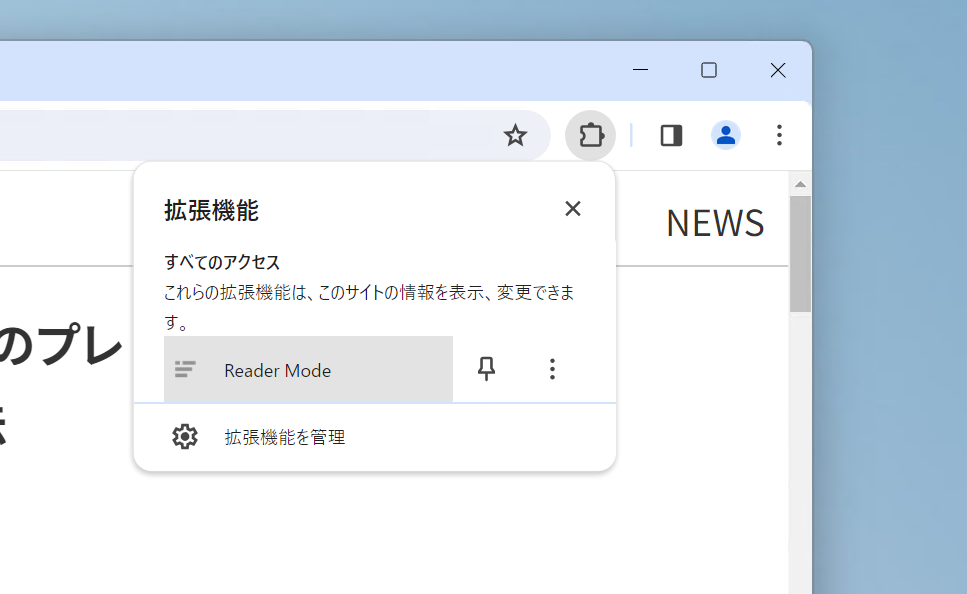 拡張機能
NEWS
すべてのアクセス
これらの拡張機能は、このサイトの情報を表示、変更できま
す。
のプレ
Reader Mode
拡張機能を管理